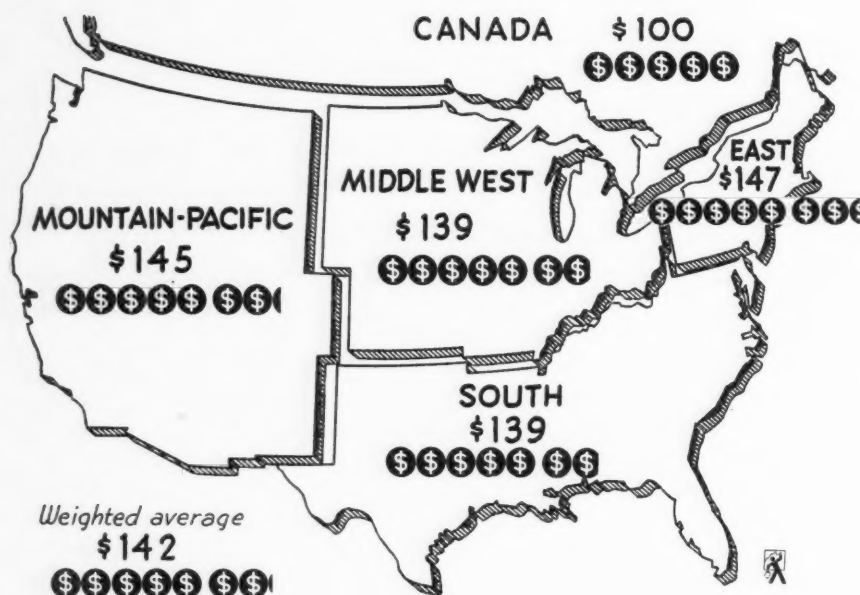 CANADA $100
$ $ $ $ $
EAST
$147
$ $ $ $ $ $ $ $
MIDDLE WEST
$139
$ $ $ $ $ $ $
MOUNTAIN-PACIFIC
$145
$ $ $ $ $ $ $
SOUTH
$139
$ $ $ $ $ $ $
Weighted average
$142
$ $ $ $ $ $ $